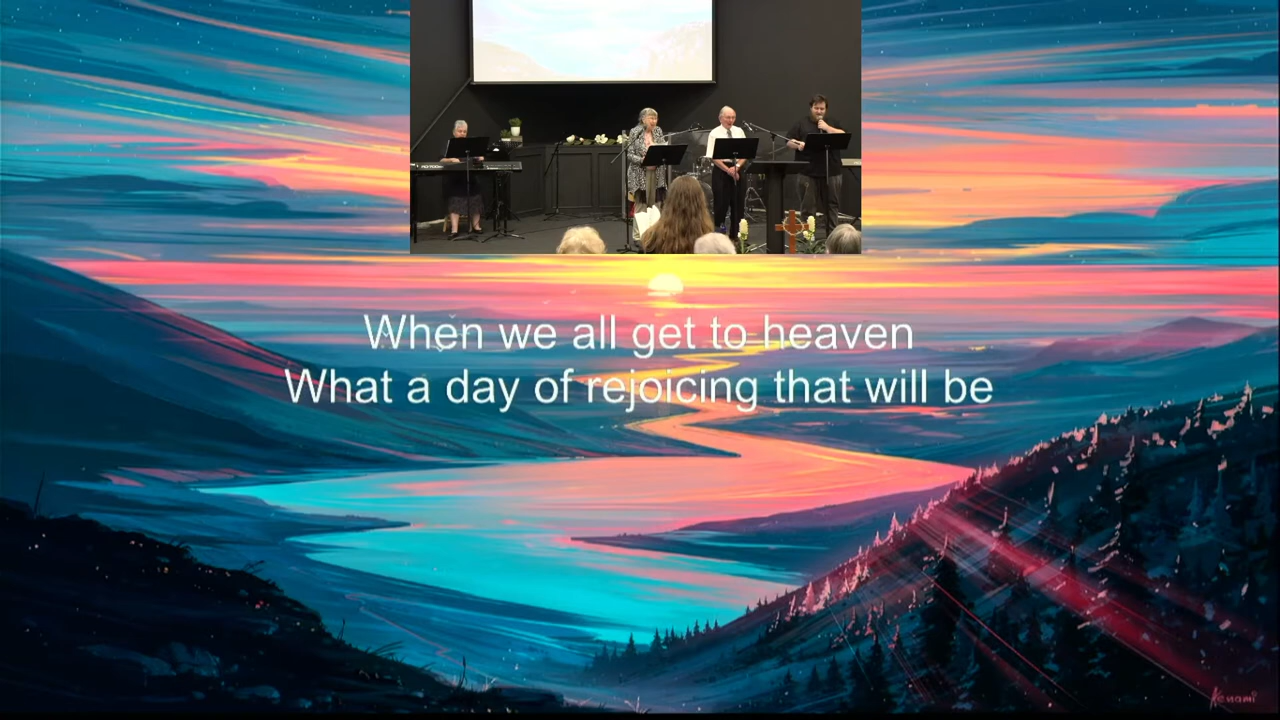 When we all get to heaven
What a day of rejoicing that will be